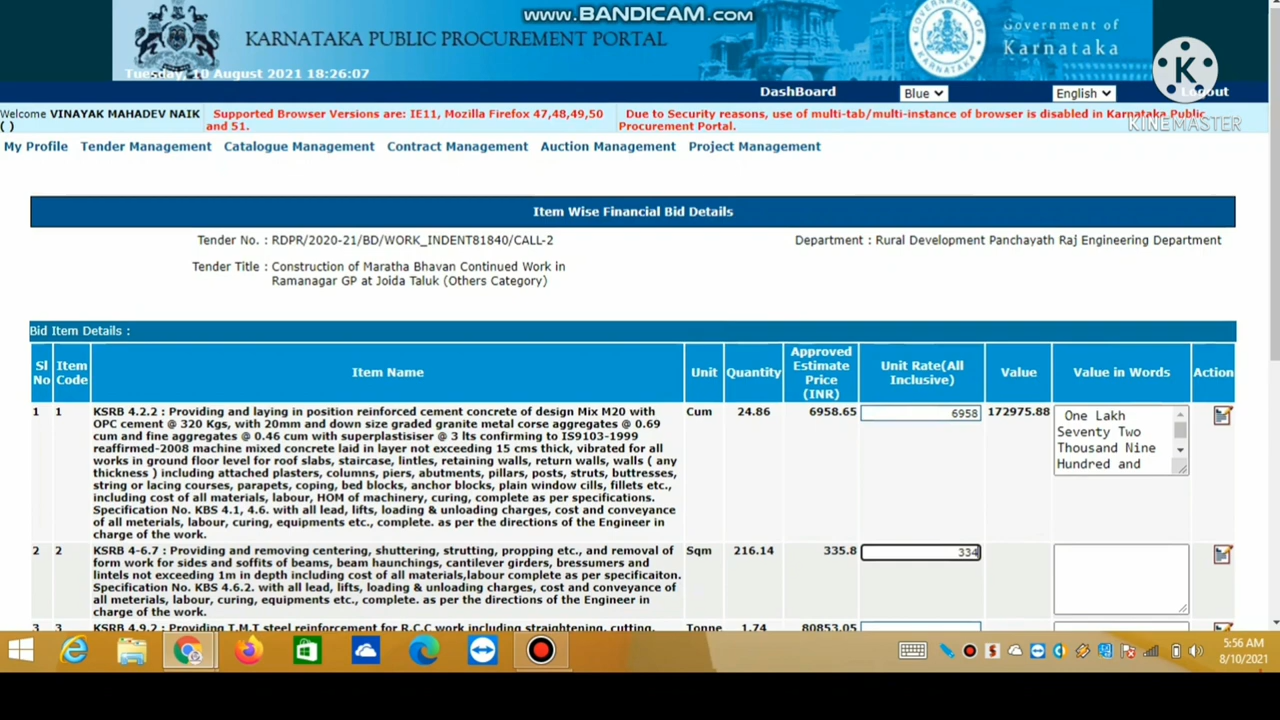 www.BANDICAM.com
KARNATAKA PUBLIC PROCUREMENT PORTAL
GOVERNMENT OF
Government of
Karnataka
K
Tuesday, 10 August 2021 18:26:07
DashBoard
Blue
English
Logout
Welcome VINAYAK MAHADEV NAIK
( )
Supported Browser Versions are: IE11, Mozilla Firefox 47,48,49,50
and 51.
Due to Security reasons, use of multi-tab/multi-instance of browser is disabled in Karnataka Public
Procurement Portal.
KINEMASTER
My Profile Tender Management Catalogue Management Contract Management Auction Management Project Management
Item Wise Financial Bid Details
Tender No. : RDPR/2020-21/BD/WORK_INDENT81840/CALL-2
Department : Rural Development Panchayath Raj Engineering Department
Tender Title : Construction of Maratha Bhavan Continued Work in
Ramanagar GP at Joida Taluk (Others Category)
Bid Item Details :
Sl No Item Code Item Name Unit Quantity Approved Estimate Price (INR) Unit Rate(All Inclusive) Value Value in Words Action
1 1 KSRB 4.2.2 : Providing and laying in position reinforced cement concrete of design Mix M20 with Cum 24.86 6958.65 6958 172975.88
OPC cement @ 320 Kgs, with 20mm and down size graded granite metal corse aggregates @ 0.69
cum and fine aggregates @ 0.46 cum with superplastisiser @ 3 lts confirming to IS9103-1999
reaffirmed-2008 machine mixed concrete laid in layer not exceeding 15 cms thick, vibrated for all
works in ground floor level for roof slabs, staircase, lintles, retaining walls, return walls, walls ( any
thickness ) including attached plasters, columns, piers, abutments, pillars, posts, struts, buttresses,
string or lacing courses, parapets, coping, bed blocks, anchor blocks, plain window cills, fillets etc.,
including cost of all materials, labour, HOM of machinery, curing, complete as per specifications.
Specification No. KBS 4.1, 4.6. with all lead, lifts, loading & unloading charges, cost and conveyance
of all materials, labour, curing, equipments etc., complete. as per the directions of the Engineer in
charge of the work.
One Lakh
Seventy Two
Thousand Nine
Hundred and
2 2 KSRB 4-6.7 : Providing and removing centering, shuttering, strutting, propping etc., and removal of Sqm 216.14 335.8 334
form work for sides and soffits of beams, beam haunchings, cantilever girders, bressumers and
lintels not exceeding 1m in depth including cost of all materials,labour complete as per specificaiton.
Specification No. KBS 4.6.2. with all lead, lifts, loading & unloading charges, cost and conveyance
of all materials, labour, curing, equipments etc., complete. as per the directions of the Engineer in
charge of the work.
3 3 KSRB 4.9.2 : Providing T.M.T steel reinforcement for R.C.C work including straightening, cutting, Tonne 1.74 80853.05
5:56 AM
8/10/2021